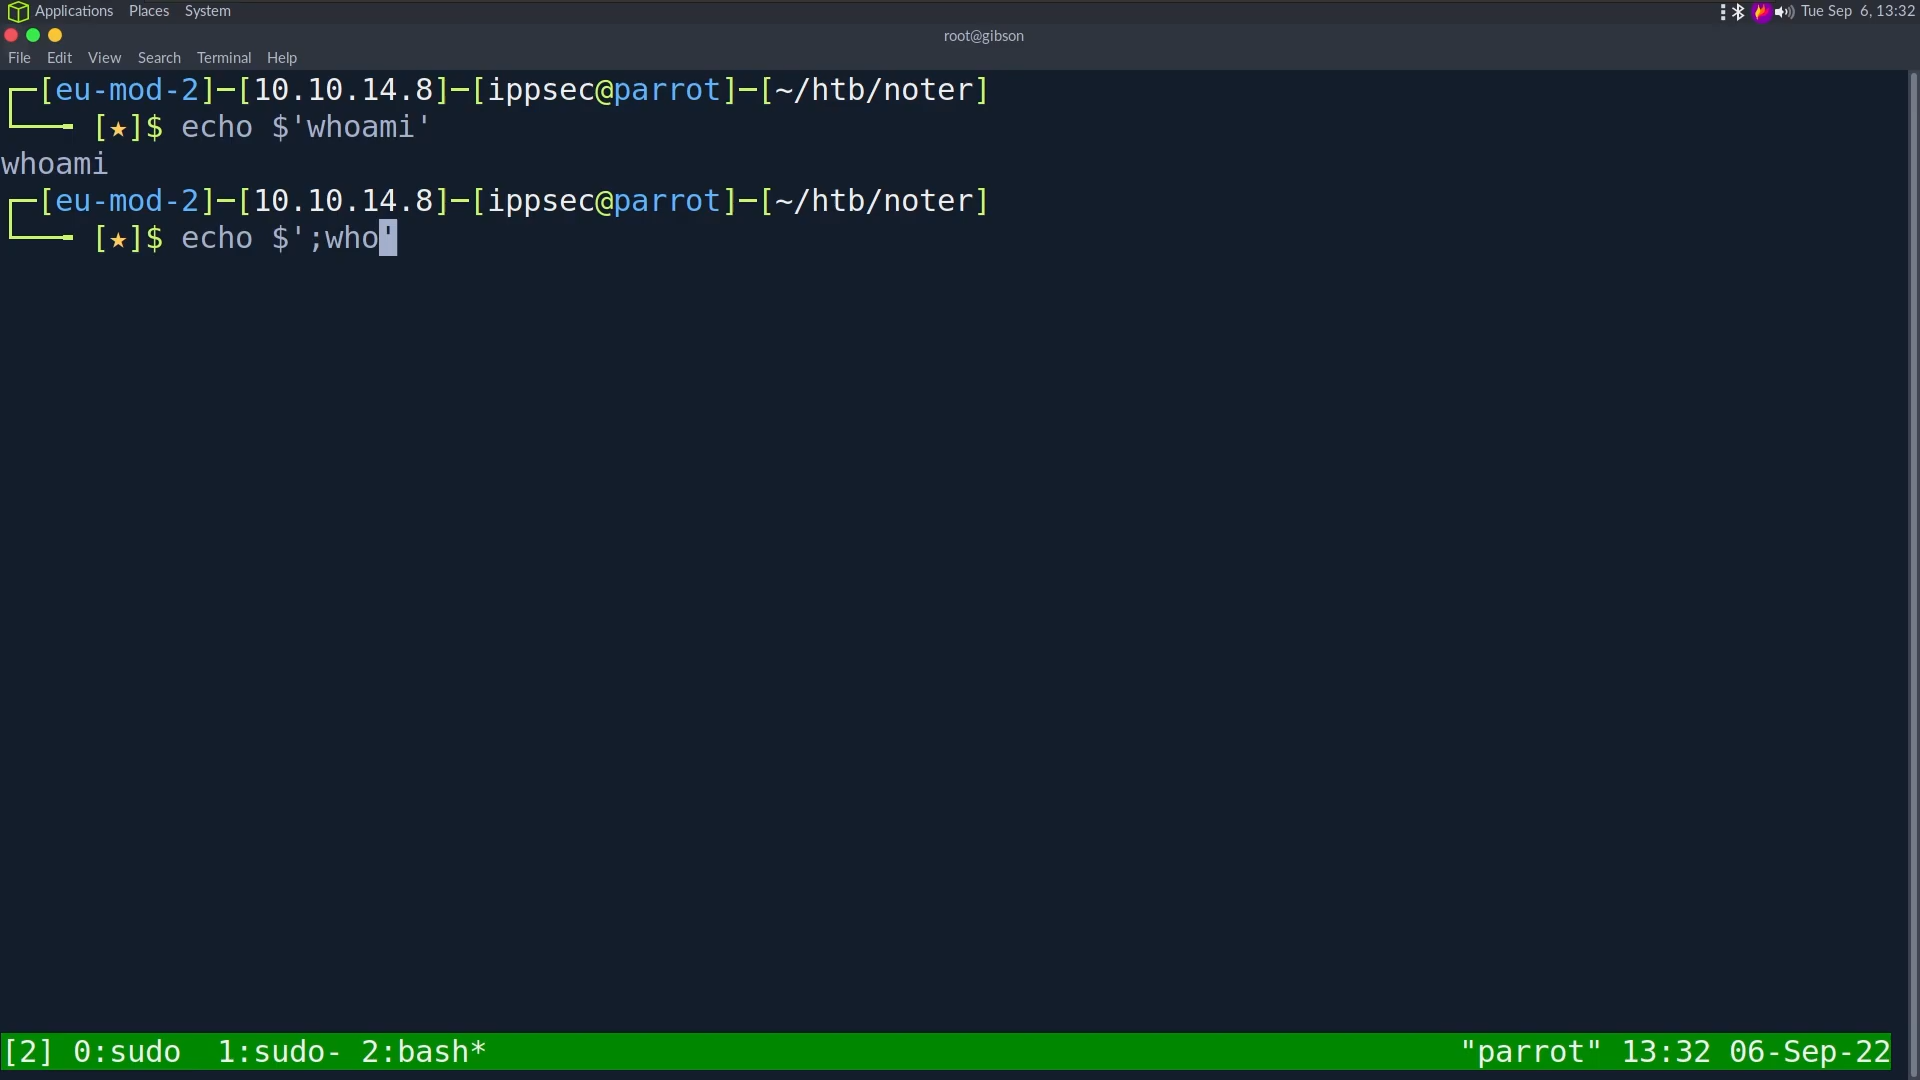 Applications Places System Tue Sep 6, 13:32
root@gibson
File Edit View Search Terminal Help
┌─[eu-mod-2]─[10.10.14.8]─[ippsec@parrot]─[~/htb/noter]
└──╼ [★]$ echo $'whoami'
whoami
┌─[eu-mod-2]─[10.10.14.8]─[ippsec@parrot]─[~/htb/noter]
└──╼ [★]$ echo $';who'
[2] 0:sudo  1:sudo- 2:bash* "parrot" 13:32 06-Sep-22